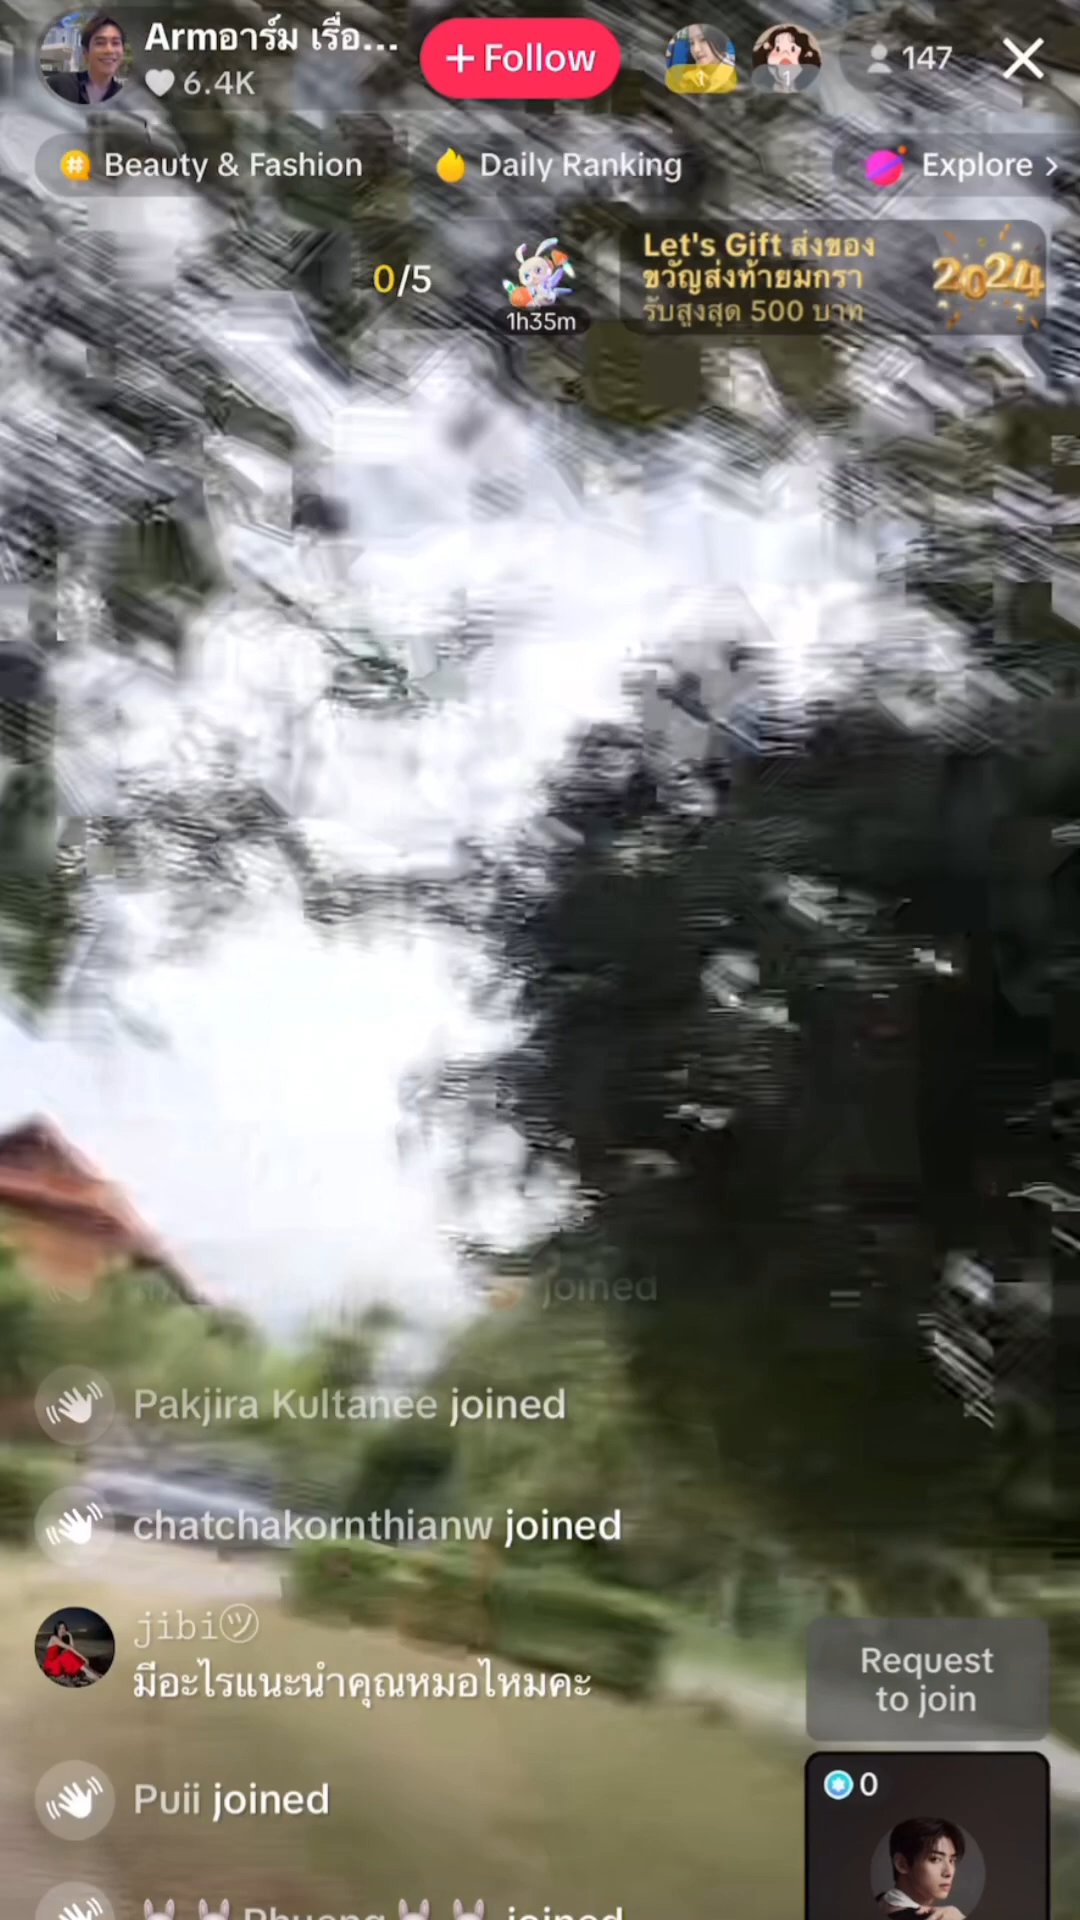 Armอาร์ม เรื่อ...
6.4K
+ Follow
1
1
147
Beauty & Fashion
Daily Ranking
Explore >
0/5
1h35m
Let's Gift ส่งของ
ขวัญส่งท้ายมกรา
รับสูงสุด 500 บาท
2024
joined
Pakjira Kultanee joined
chatchakornthianw joined
jibiツ
มีอะไรแนะนำคุณหมอไหมคะ
Request
to join
Puii joined
0
Phuong joined